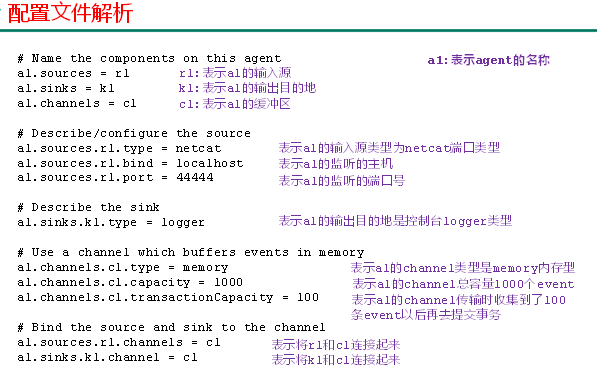 配置文件解析
# Name the components on this agent
a1:表示agent的名称
a1.sources = r1 r1:表示a1的输入源
a1.sinks = k1 k1:表示a1的输出目的地
a1.channels = c1 c1:表示a1的缓冲区
# Describe/configure the source
a1.sources.r1.type = netcat 表示a1的输入源类型为netcat端口类型
a1.sources.r1.bind = localhost 表示a1的监听的主机
a1.sources.r1.port = 44444 表示a1的监听的端口号
# Describe the sink
a1.sinks.k1.type = logger 表示a1的输出目的地是控制台logger类型
# Use a channel which buffers events in memory
a1.channels.c1.type = memory 表示a1的channel类型是memory内存型
a1.channels.c1.capacity = 1000 表示a1的channel总容量1000个event
a1.channels.c1.transactionCapacity = 100 表示a1的channel传输时收集到了100
条event以后再去提交事务
# Bind the source and sink to the channel
a1.sources.r1.channels = c1 表示将r1和c1连接起来
a1.sinks.k1.channel = c1 表示将k1和c1连接起来